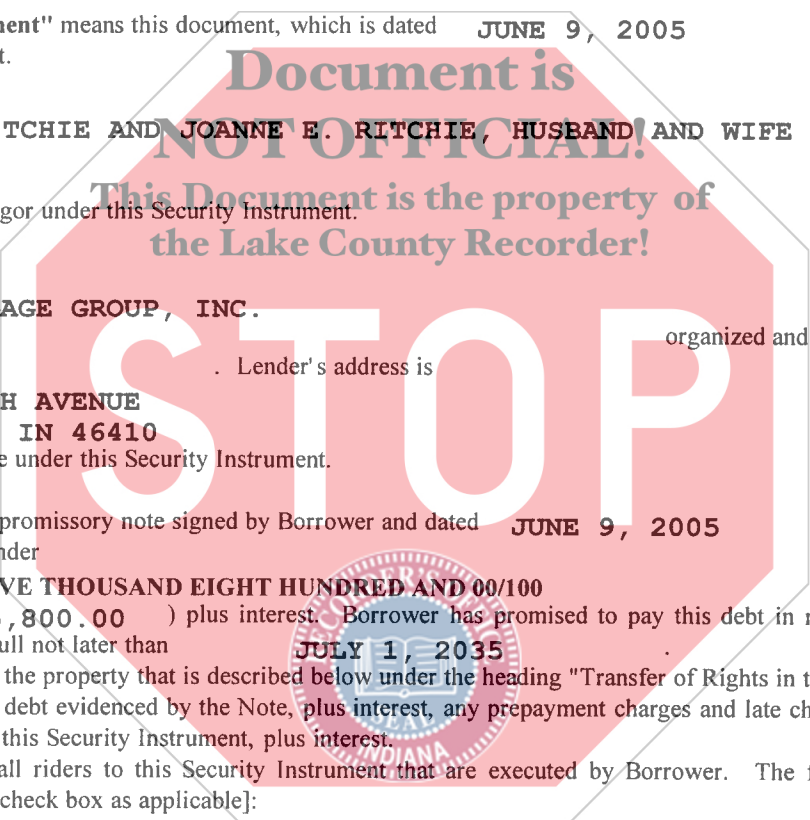 ent" means this document, which is dated JUNE 9, 2005
t.
Document is
TCHIE AND JOANNE E. RITCHIE, HUSBAND AND WIFE
NOT OFFICIAL!
This Document is the property of
gor under this Security Instrument.
the Lake County Recorder!
AGE GROUP, INC.
organized and
. Lender's address is
H AVENUE
IN 46410
e under this Security Instrument.
STOP
promissory note signed by Borrower and dated JUNE 9, 2005
nder
VE THOUSAND EIGHT HUNDRED AND 00/100
,800.00 ) plus interest. Borrower has promised to pay this debt in
ull not later than JULY 1, 2035 .
the property that is described below under the heading "Transfer of Rights in t
debt evidenced by the Note, plus interest, any prepayment charges and late ch
this Security Instrument, plus interest.
all riders to this Security Instrument that are executed by Borrower. The f
check box as applicable]:
RECORDER'S OFFICE
SEAL
INDIANA